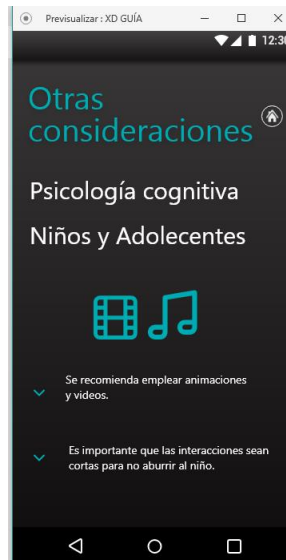 Previsualizar : XD GUÍA
12:30
Otras
consideraciones
Psicología cognitiva
Niños y Adolecentes
Se recomienda emplear animaciones
y videos.
Es importante que las interacciones sean
cortas para no aburrir al niño.